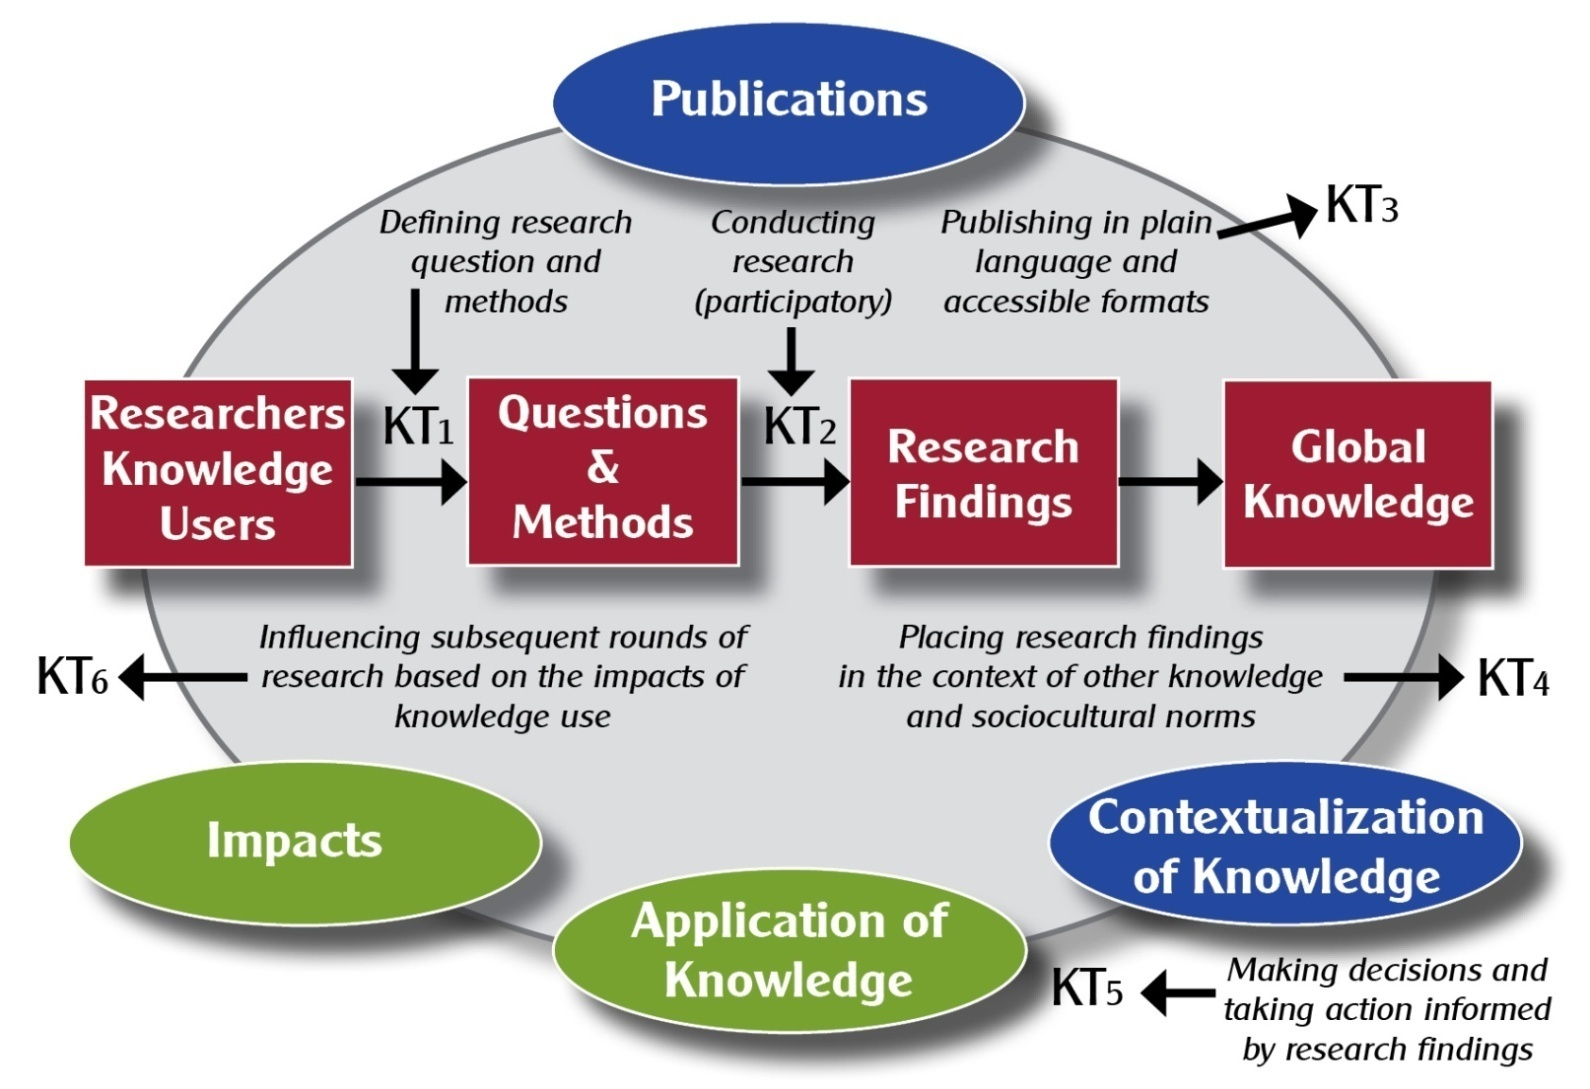 Publications
Defining research
question and
methods
Conducting
research
(participatory)
Publishing in plain
language and
accessible formats
KT3
Researchers
Knowledge
Users
KT1
Questions
&
Methods
KT2
Research
Findings
Global
Knowledge
KT6
Influencing subsequent rounds of
research based on the impacts of
knowledge use
Placing research findings
in the context of other knowledge
and sociocultural norms
KT4
Impacts
Application of
Knowledge
Contextualization
of Knowledge
KT5
Making decisions and
taking action informed
by research findings